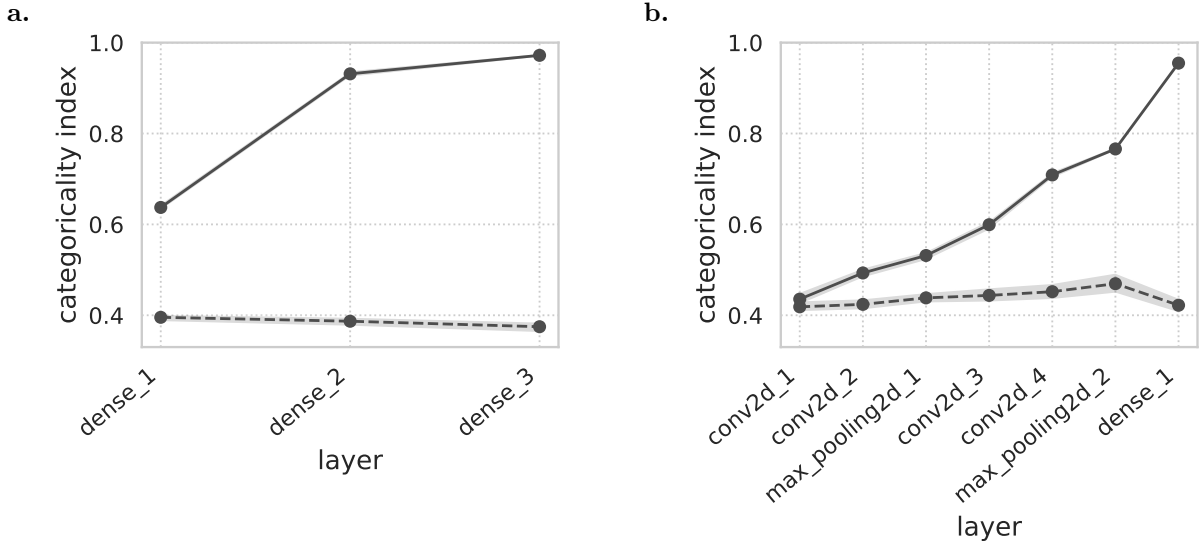 a.
1.0
0.8
0.6
0.4
categoricality index
dense_1
dense_2
dense_3
layer
b.
1.0
0.8
0.6
0.4
categoricality index
conv2d_1
conv2d_2
max_pooling2d_1
conv2d_3
conv2d_4
max_pooling2d_2
dense_1
layer